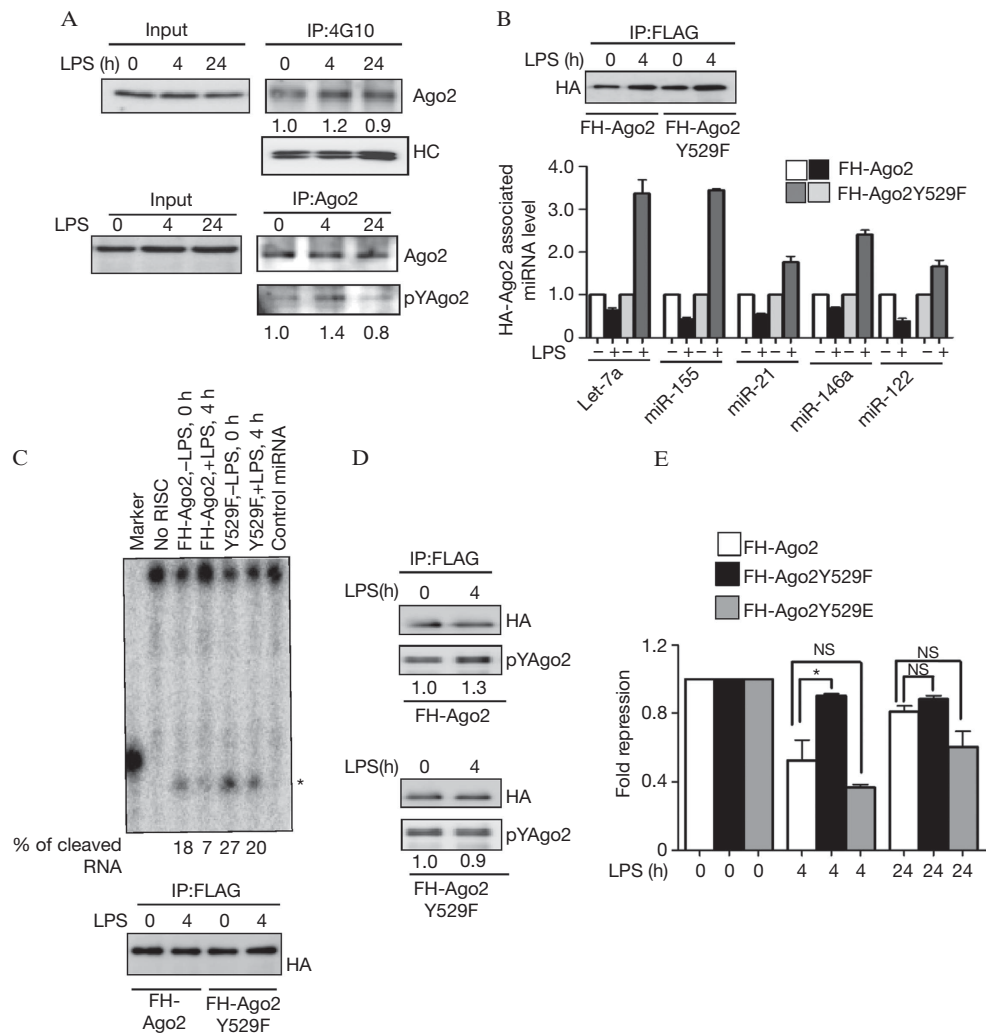 A
Input
IP:4G10
LPS (h) 0 4 24 0 4 24
Ago2
1.0 1.2 0.9
HC
Input
IP:Ago2
LPS 0 4 24 0 4 24
Ago2
pYAgo2
1.0 1.4 0.8
B
IP:FLAG
LPS (h) 0 4 0 4
HA
FH-Ago2 FH-Ago2
Y529F
FH-Ago2
FH-Ago2Y529F
HA-Ago2 associated
miRNA level
4.0
3.0
2.0
1.0
0
LPS − + − + − + − + − + − + − + − + − + − +
Let-7a
miR-155
miR-21
miR-146a
miR-122
C
Marker
No RISC
FH-Ago2,−LPS, 0 h
FH-Ago2,+LPS, 4 h
Y529F,−LPS, 0 h
Y529F,+LPS, 4 h
Control miRNA
*
% of cleaved
RNA
18 7 27 20
IP:FLAG
LPS 0 4 0 4
HA
FH-
Ago2
FH-Ago2
Y529F
D
IP:FLAG
LPS(h) 0 4
HA
pYAgo2
1.0 1.3
FH-Ago2
LPS(h) 0 4
HA
pYAgo2
1.0 0.9
FH-Ago2
Y529F
E
FH-Ago2
FH-Ago2Y529F
FH-Ago2Y529E
Fold repression
1.2
0.8
0.4
0
NS
*
NS
NS
LPS (h) 0 0 0 4 4 4 24 24 24